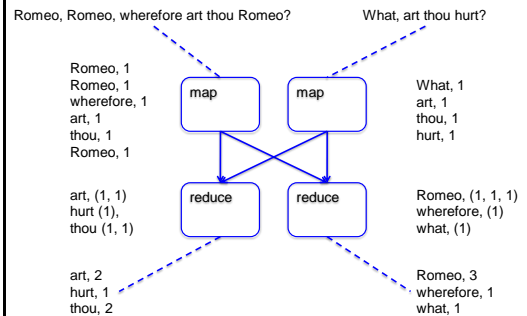 Romeo, Romeo, wherefore art thou Romeo?
What, art thou hurt?
Romeo, 1
Romeo, 1
wherefore, 1
art, 1
thou, 1
Romeo, 1
map
map
What, 1
art, 1
thou, 1
hurt, 1
art, (1, 1)
hurt (1),
thou (1, 1)
reduce
reduce
Romeo, (1, 1, 1)
wherefore, (1)
what, (1)
art, 2
hurt, 1
thou, 2
Romeo, 3
wherefore, 1
what, 1